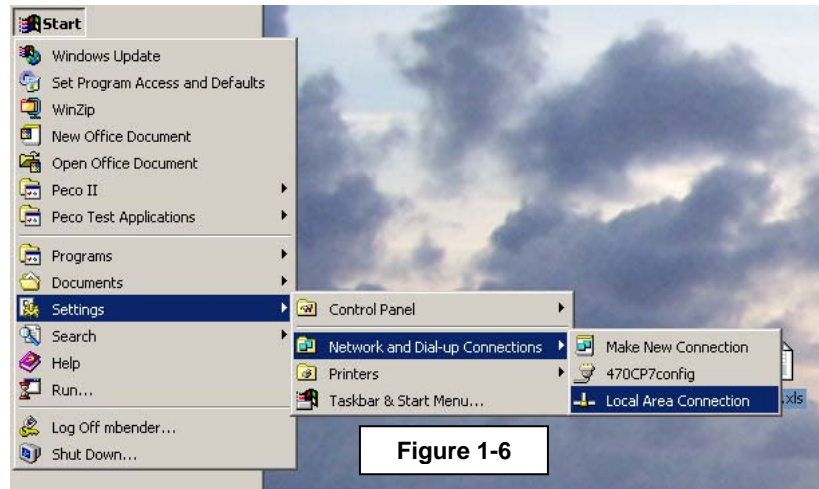 Start
Windows Update
Set Program Access and Defaults
WinZip
New Office Document
Open Office Document
Peco II
Peco Test Applications
Programs
Documents
Settings
Search
Help
Run...
Log Off mbender...
Shut Down...
Control Panel
Network and Dial-up Connections
Printers
Taskbar & Start Menu...
Make New Connection
470CP7config
Local Area Connection
.xls
Figure 1-6